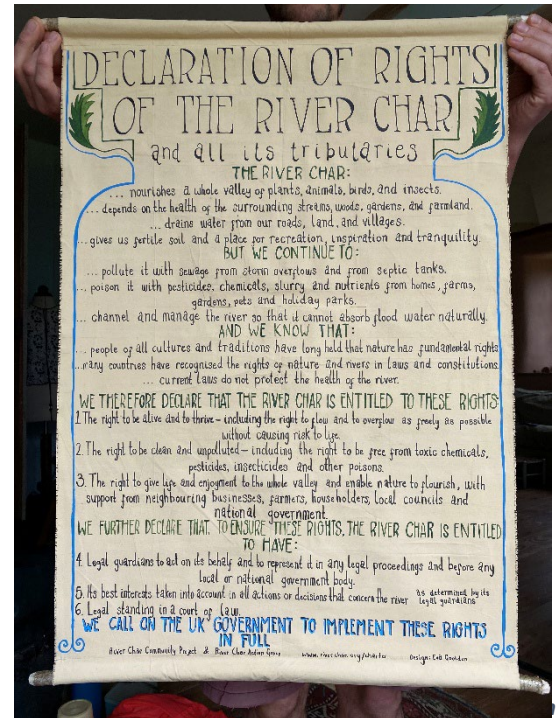 DECLARATION OF RIGHTS
OF THE RIVER CHAR
and all its tributaries
THE RIVER CHAR:
... nourishes a whole valley of plants, animals, birds, and insects.
... depends on the health of the surrounding streams, woods, gardens, and farmland.
... drains water from our roads, land, and villages.
... gives us fertile soil and a place for recreation, inspiration and tranquility.
BUT WE CONTINUE TO:
... pollute it with sewage from storm overflows and from septic tanks.
... poison it with pesticides, chemicals, slurry and nutrients from homes, farms,
gardens, pets and holiday parks.
... channel and manage the river so that it cannot absorb flood water naturally.
AND WE KNOW THAT:
... people of all cultures and traditions have long held that nature has fundamental rights
...many countries have recognised the rights of nature and rivers in laws and constitutions.
... current laws do not protect the health of the river.
WE THEREFORE DECLARE THAT THE RIVER CHAR IS ENTITLED TO THESE RIGHTS:
1. The right to be alive and to thrive – including the right to flow and to overflow as freely as possible
without causing risk to life.
2. The right to be clean and unpolluted – including the right to be free from toxic chemicals,
pesticides, insecticides and other poisons.
3. The right to give life and enjoyment to the whole valley and enable nature to flourish, with
support from neighbouring businesses, farmers, householders, local councils and
national government.
WE FURTHER DECLARE THAT, TO ENSURE THESE RIGHTS, THE RIVER CHAR IS ENTITLED
TO HAVE:
4. Legal guardians to act on its behalf and to represent it in any legal proceedings and before any
local or national government body.
5. Its best interests taken into account in all actions or decisions that concern the river as determined by its
legal guardians
6. Legal standing in a court of law.
WE CALL ON THE UK GOVERNMENT TO IMPLEMENT THESE RIGHTS
IN FULL
River Char Community Project & River Char Action Group www.riverchar.org/charter Design: